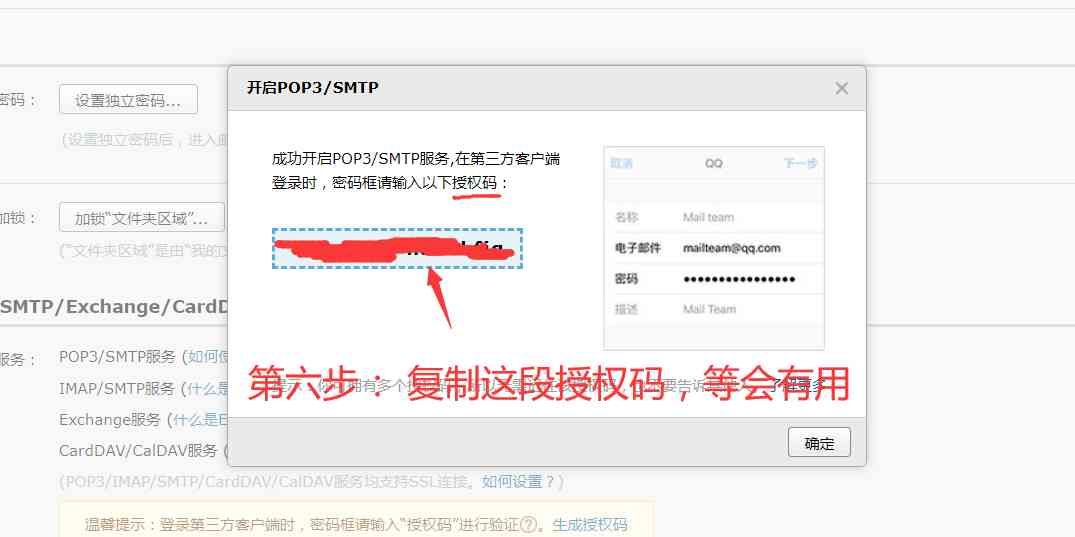 开启POP3/SMTP
密码：
设置独立密码...
(设置独立密码后，进入邮
成功开启POP3/SMTP服务,在第三方客户端
登录时，密码框请输入以下授权码：
取消 QQ 下一步
名称 Mail team
电子邮件 mailteam@qq.com
密码 ••••••••••••••••
描述 Mail Team
加锁：
加锁“文件夹区域”...
(“文件夹区域”是由“我的文
SMTP/Exchange/CardD
服务：
POP3/SMTP服务 (如何使
IMAP/SMTP服务 (什么是
Exchange服务 (什么是E
CardDAV/CalDAV服务 (
第六步：复制这段授权码，等会有用
了解更多
确定
(POP3/IMAP/SMTP/CardDAV/CalDAV服务均支持SSL连接。如何设置？)
温馨提示：登录第三方客户端时，密码框请输入“授权码”进行验证?。生成授权码